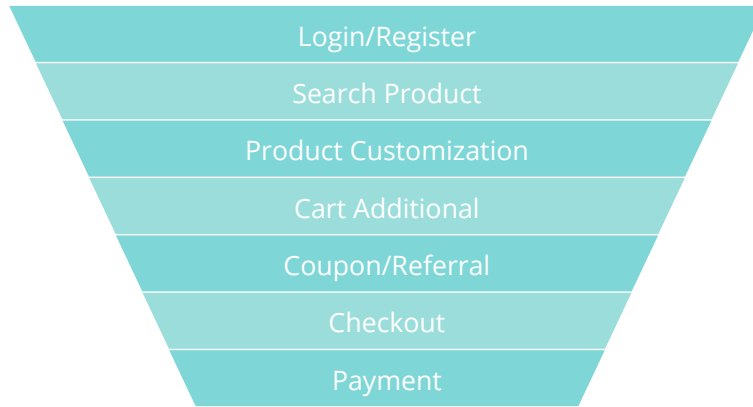 Login/Register
Search Product
Product Customization
Cart Additional
Coupon/Referral
Checkout
Payment